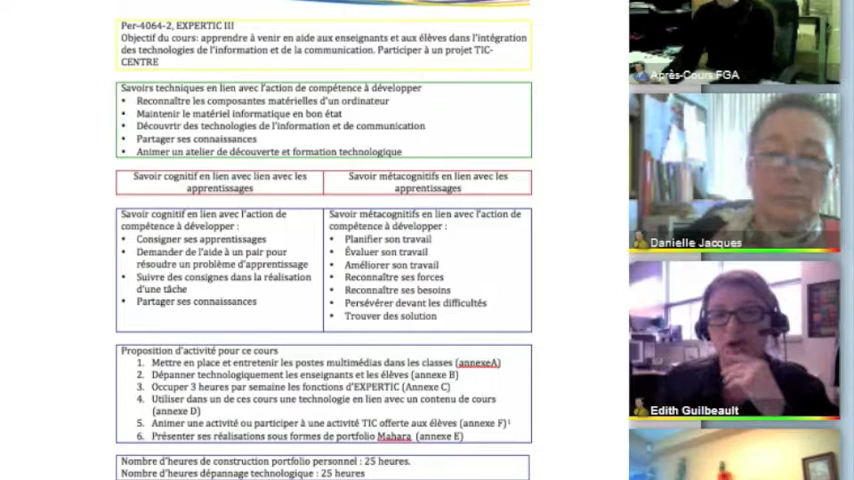 Per-4064-2, EXPERTIC III
Objectif du cours: apprendre à venir en aide aux enseignants et aux élèves dans l'intégration
des technologies de l'information et de la communication. Participer à un projet TIC-
CENTRE
Savoirs techniques en lien avec l'action de compétence à développer
• Reconnaître les composantes matérielles d'un ordinateur
• Maintenir le matériel informatique en bon état
• Découvrir des technologies de l'information et de communication
• Partager ses connaissances
• Animer un atelier de découverte et formation technologique
Savoir cognitif en lien avec lien avec les
apprentissages
Savoir métacognitifs en lien avec les
apprentissages
Savoir cognitif en lien avec l'action de
compétence à développer :
• Consigner ses apprentissages
• Demander de l'aide à un pair pour
résoudre un problème d'apprentissage
• Suivre des consignes dans la réalisation
d'une tâche
• Partager ses connaissances
Savoir métacognitifs en lien avec l'action de
compétence à développer :
• Planifier son travail
• Évaluer son travail
• Améliorer son travail
• Reconnaître ses forces
• Reconnaître ses besoins
• Persévérer devant les difficultés
• Trouver des solution
Proposition d'activité pour ce cours
1. Mettre en place et entretenir les postes multimédias dans les classes (annexeA)
2. Dépanner technologiquement les enseignants et les élèves (annexe B)
3. Occuper 3 heures par semaine les fonctions d'EXPERTIC (Annexe C)
4. Utiliser dans un de ces cours une technologie en lien avec un contenu de cours
(annexe D)
5. Animer une activité ou participer à une activité TIC offerte aux élèves (annexe F)¹
6. Présenter ses réalisations sous formes de portfolio Mahara (annexe E)
Nombre d'heures de construction portfolio personnel : 25 heures.
Nombre d'heures dépannage technologique : 25 heures
Après-Cours FGA
Danielle Jacques
Edith Guilbeault